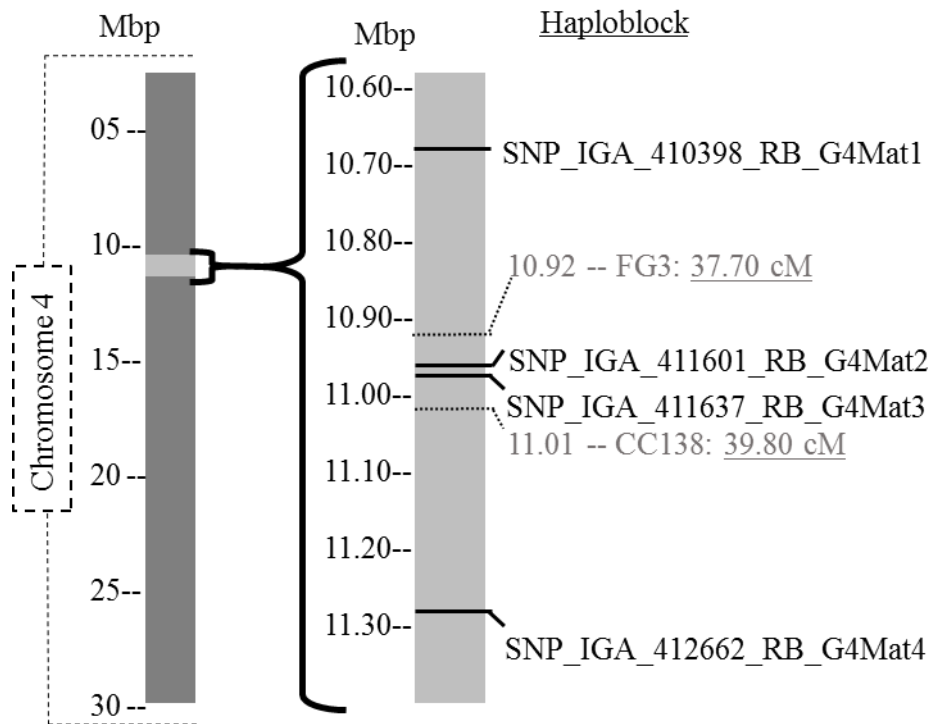 Mbp
Mbp
Haploblock
Chromosome 4
05 --
10--
15--
20 --
25--
30 --
10.60--
10.70--
10.80--
10.90--
11.00--
11.10--
11.20--
11.30--
SNP_IGA_410398_RB_G4Mat1
10.92 -- FG3: 37.70 cM
SNP_IGA_411601_RB_G4Mat2
SNP_IGA_411637_RB_G4Mat3
11.01 -- CC138: 39.80 cM
SNP_IGA_412662_RB_G4Mat4